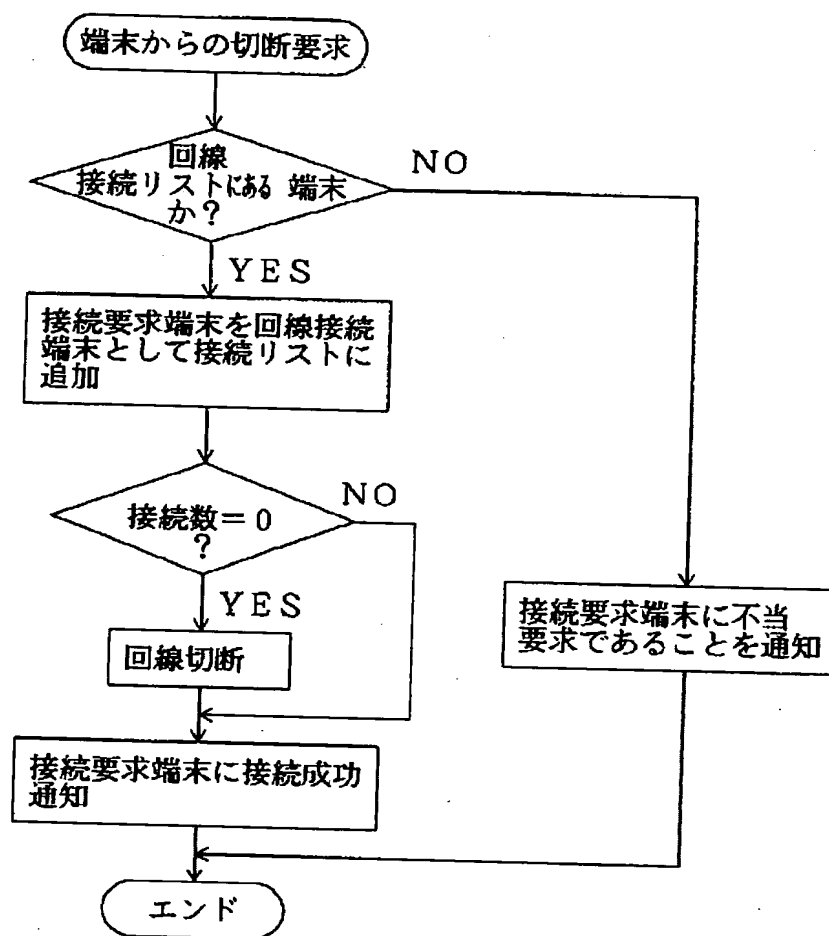 端末からの切断要求
回線
接続リストにある 端末
か?
NO
YES
接続要求端末を回線接続
端末として接続リストに
追加
接続数=0
?
NO
YES
回線切断
接続要求端末に不当
要求であることを通知
接続要求端末に接続成功
通知
エンド